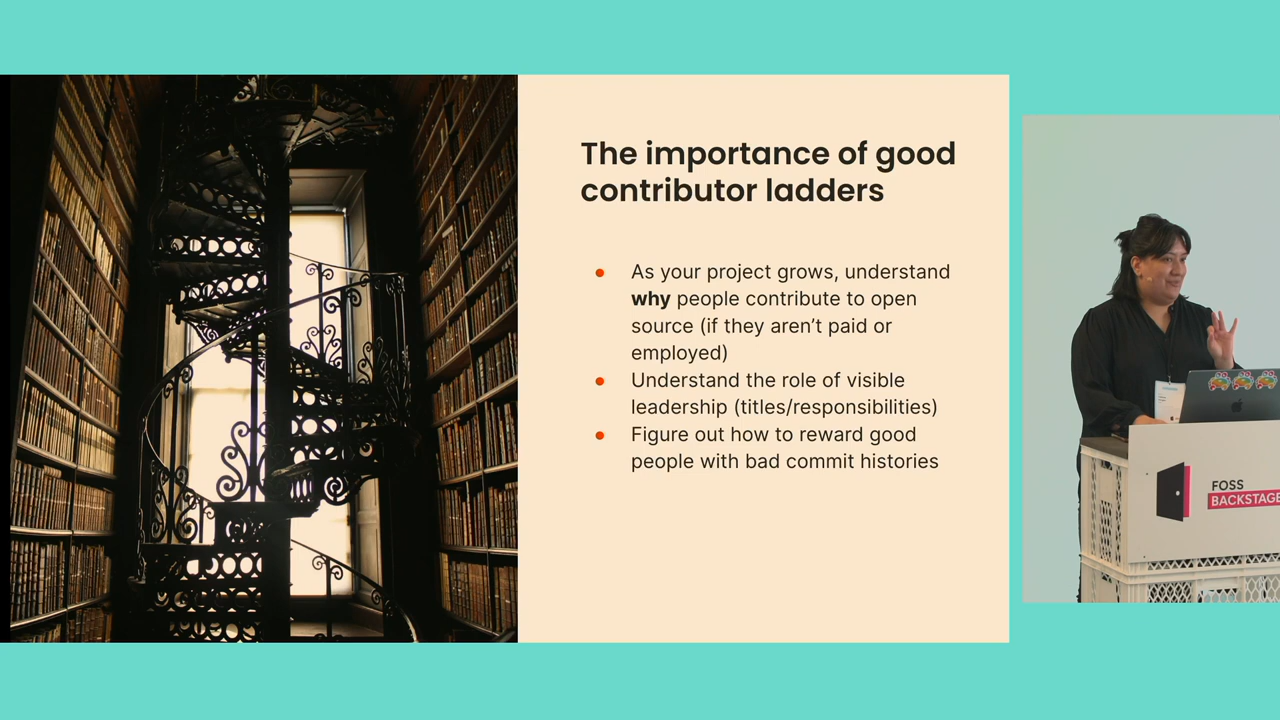 The importance of good
contributor ladders
As your project grows, understand
why people contribute to open
source (if they aren’t paid or
employed)
Understand the role of visible
leadership (titles/responsibilities)
Figure out how to reward good
people with bad commit histories
FOSS
BACKSTAGE